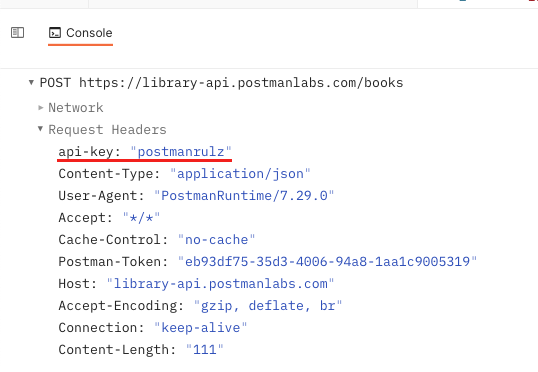 Console
POST https://library-api.postmanlabs.com/books
Network
Request Headers
api-key: "postmanrulz"
Content-Type: "application/json"
User-Agent: "PostmanRuntime/7.29.0"
Accept: "*/*"
Cache-Control: "no-cache"
Postman-Token: "eb93df75-35d3-4006-94a8-1aa1c9005319"
Host: "library-api.postmanlabs.com"
Accept-Encoding: "gzip, deflate, br"
Connection: "keep-alive"
Content-Length: "111"